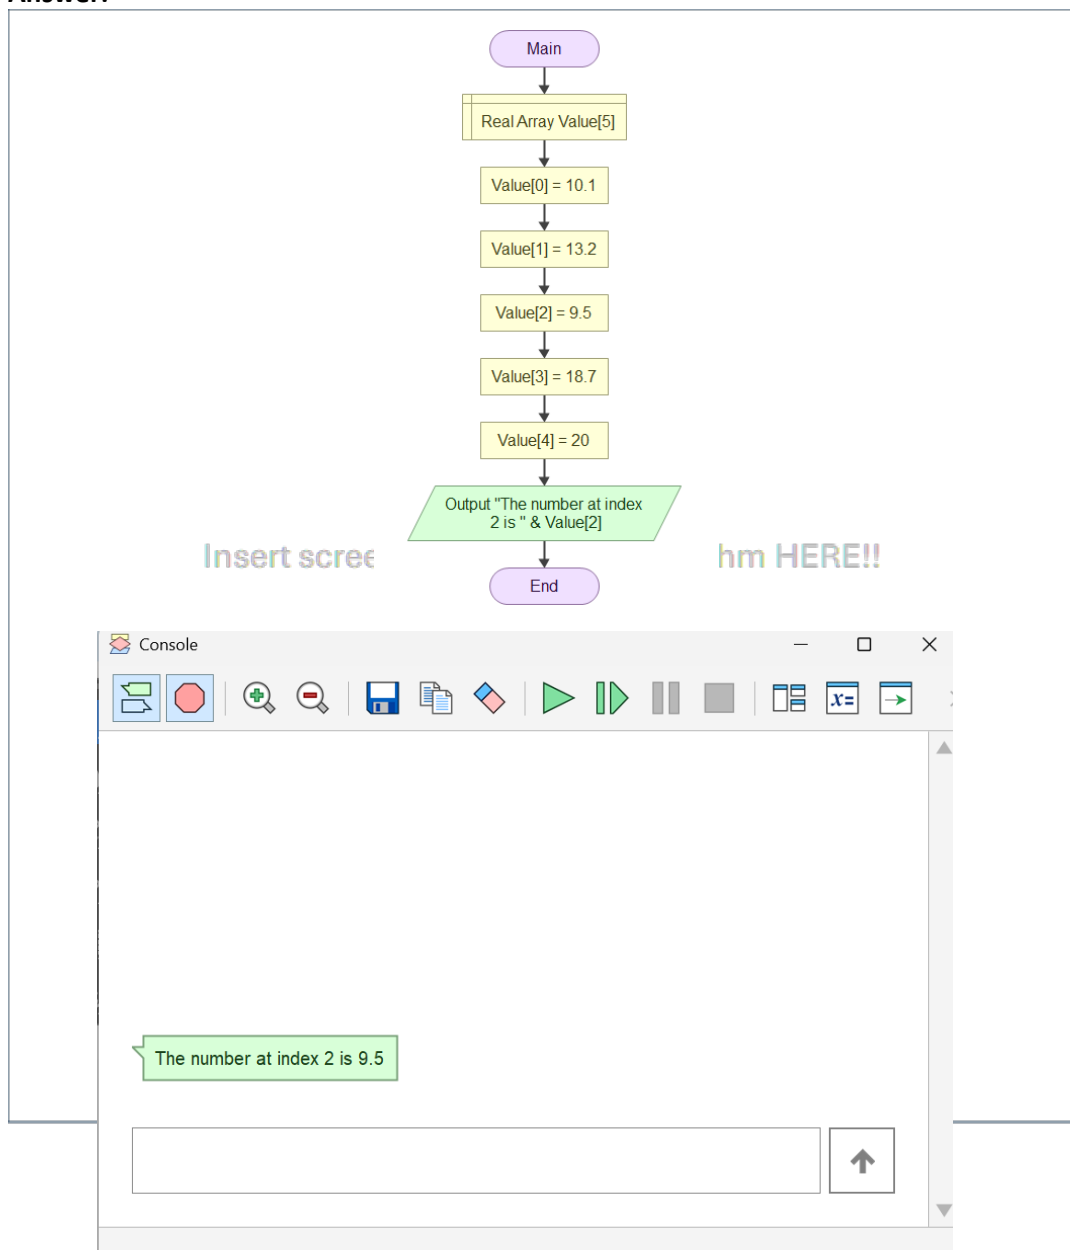 Answer:
Main
Real Array Value[5]
Value[0] = 10.1
Value[1] = 13.2
Value[2] = 9.5
Value[3] = 18.7
Value[4] = 20
Output "The number at index
2 is " & Value[2]
Insert scree hm HERE!!
End
Console
x=
The number at index 2 is 9.5